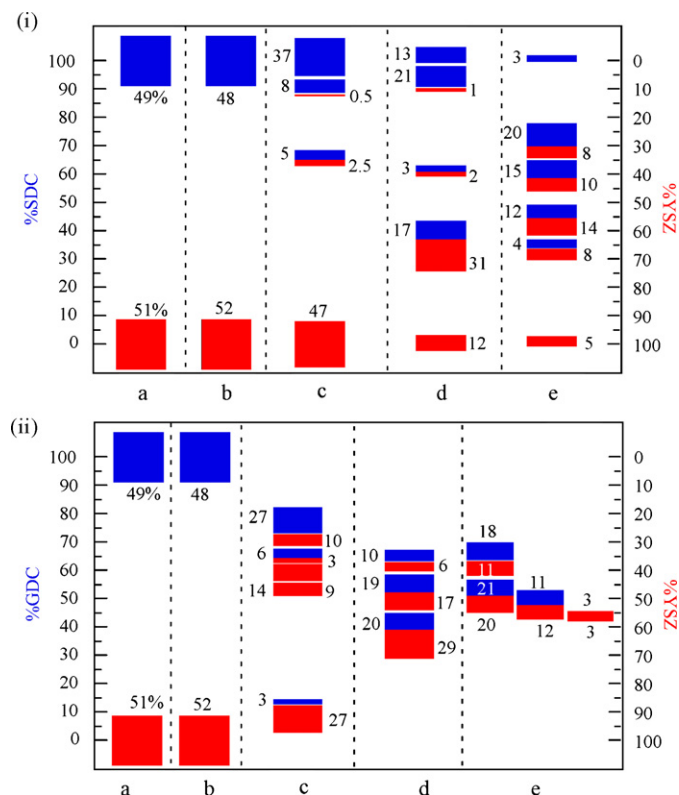 (i)
37 13 3
100 0
8 21
90 49% 48 0.5 1 10
80 20
20
70 5 8 30
2.5 3 15
60 2 10 40
%SDC %YSZ
50 12 50
17 14
40 4 60
30 31 8 70
20 80
51% 52 47
10 90
0 12 5 100
a b c d e
(ii)
100 0
90 49% 48 10
80 27 20
18
70 10 10 30
6 3 6 11
60 19 21 11 40
14 9 3
%GDC %YSZ
50 20 17 20 12 3 50
40 29 60
30 70
20 80
51% 52 3
10 27 90
0 100
a b c d e